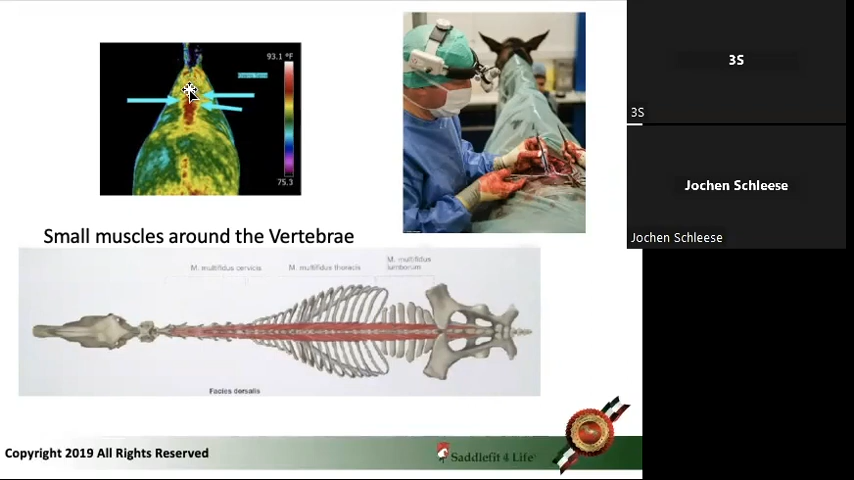 93.1 °F
75.3
Small muscles around the Vertebrae
M. multifidus cervicis
M. multifidus thoracis
M. multifidus
lumborum
Facies dorsalis
Copyright 2019 All Rights Reserved
Saddlefit 4 Life
3S
3S
Jochen Schleese
Jochen Schleese